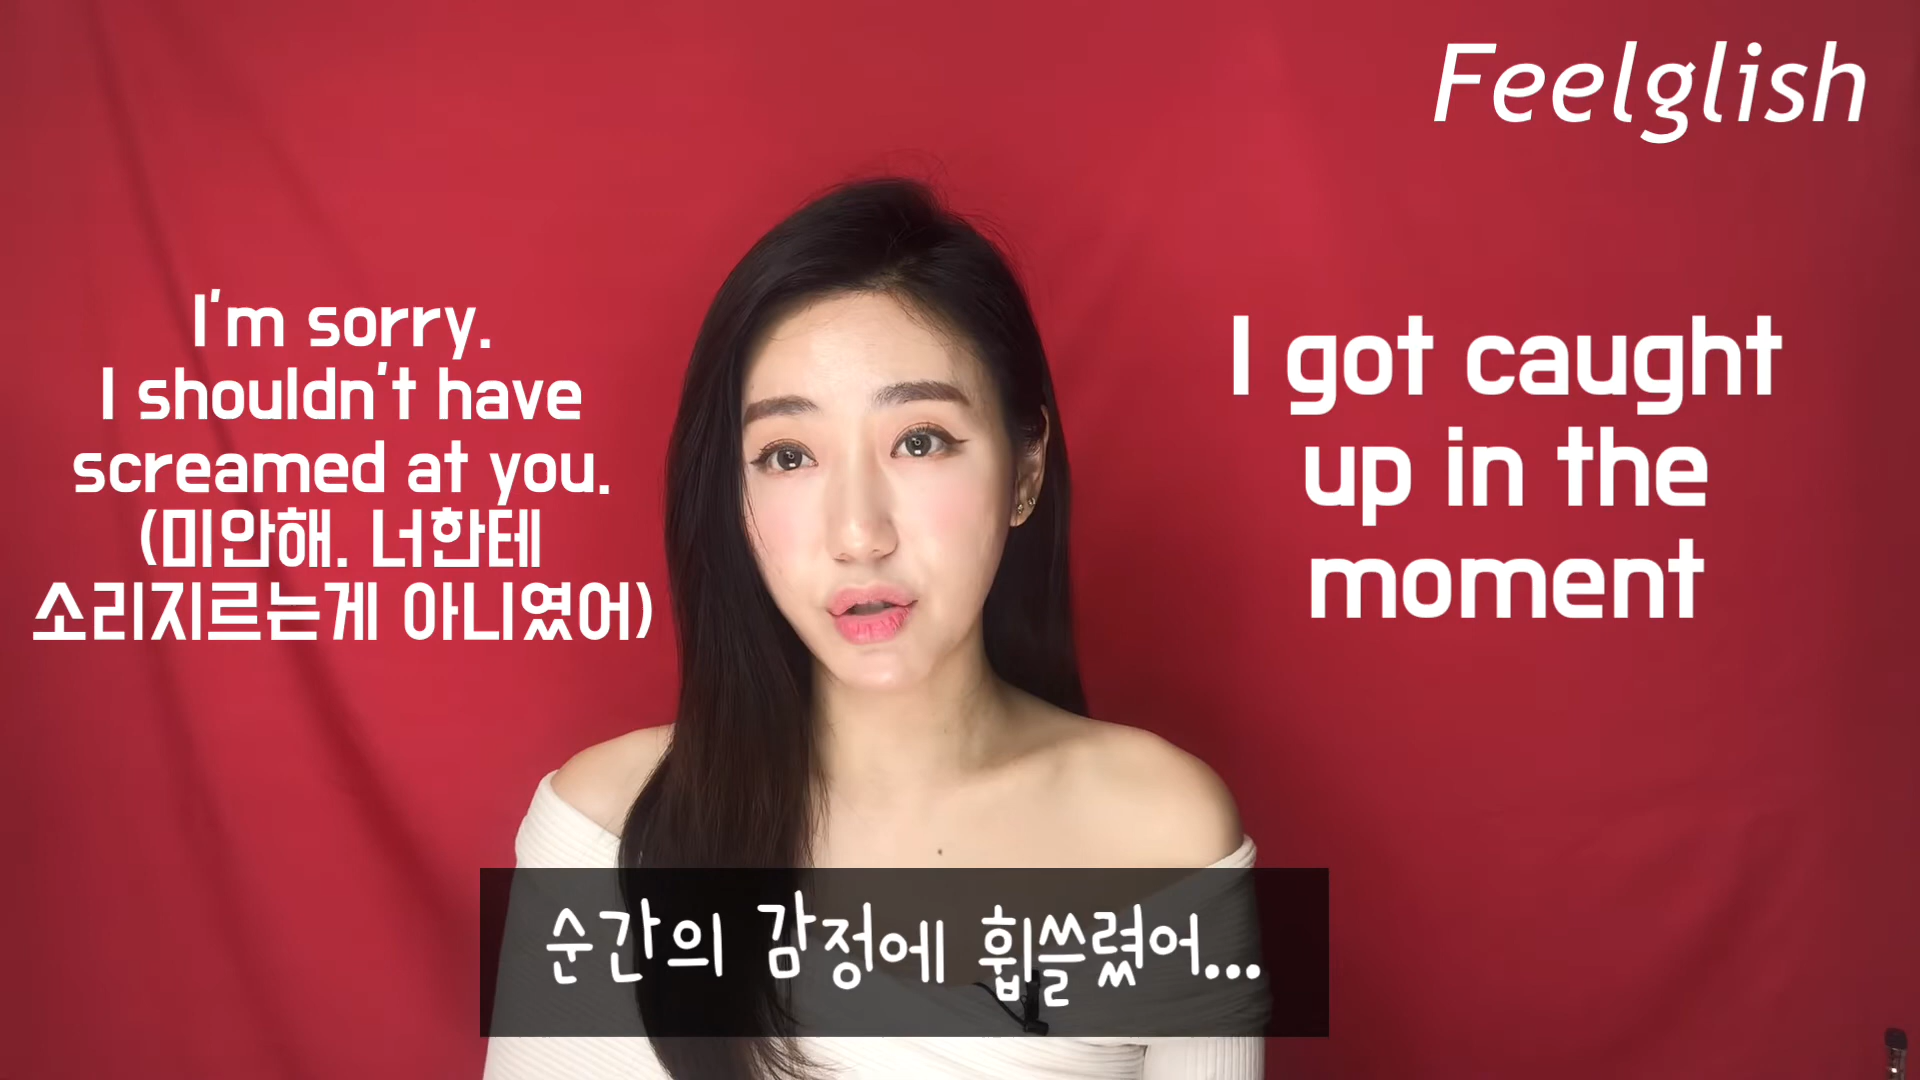 Feelglish
I'm sorry.
I shouldn't have
screamed at you.
(미안해. 너한테
소리지르는게 아니였어)
I got caught
up in the
moment
순간의 감정에 휩쓸렸어...